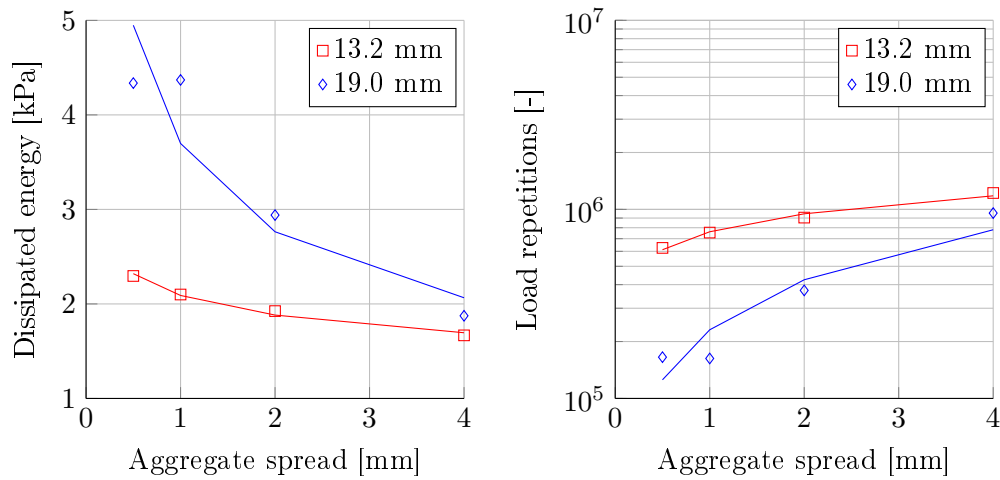 Dissipated energy [kPa]
5
4
3
2
1
0 1 2 3 4
Aggregate spread [mm]
13.2 mm
19.0 mm
Load repetitions [-]
10^7
10^6
10^5
0 1 2 3 4
Aggregate spread [mm]
13.2 mm
19.0 mm